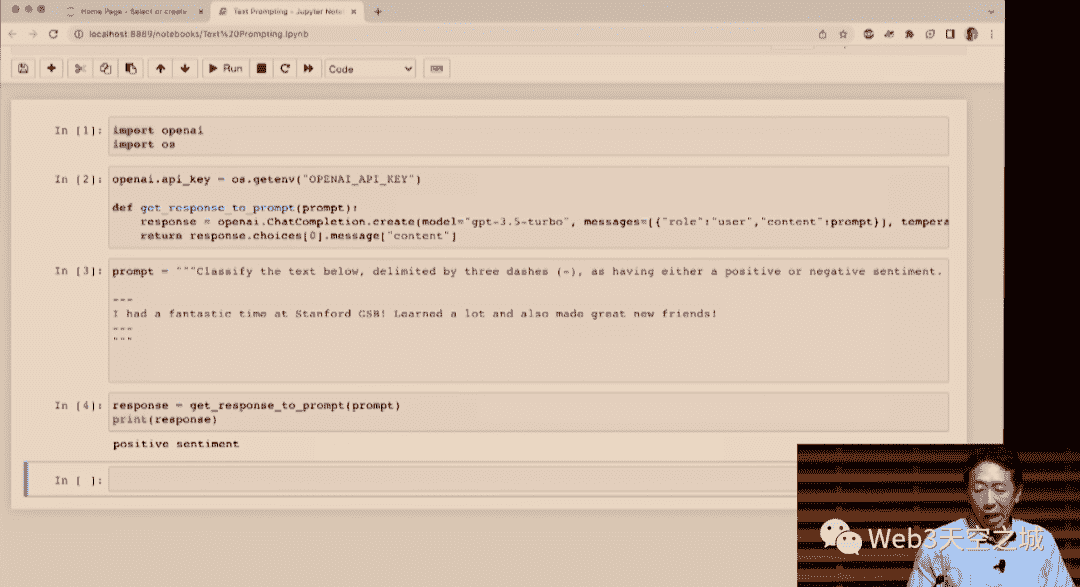 Home Page - Select or create
Text Prompting - Jupyter Note
localhost:8889/notebooks/Text%20Prompting.ipynb
Run
Code
In [1]: import openai
import os
In [2]: openai.api_key = os.getenv("OPENAI_API_KEY")
def get_response_to_prompt(prompt):
response = openai.ChatCompletion.create(model="gpt-3.5-turbo", messages=[{"role":"user","content":prompt}], tempera
return response.choices[0].message["content"]
In [3]: prompt = """Classify the text below, delimited by three dashes (-), as having either a positive or negative sentiment.
---
I had a fantastic time at Stanford GSB! Learned a lot and also made great new friends!
---
"""
In [4]: response = get_response_to_prompt(prompt)
print(response)
positive sentiment
In [ ]:
Web3天空之城